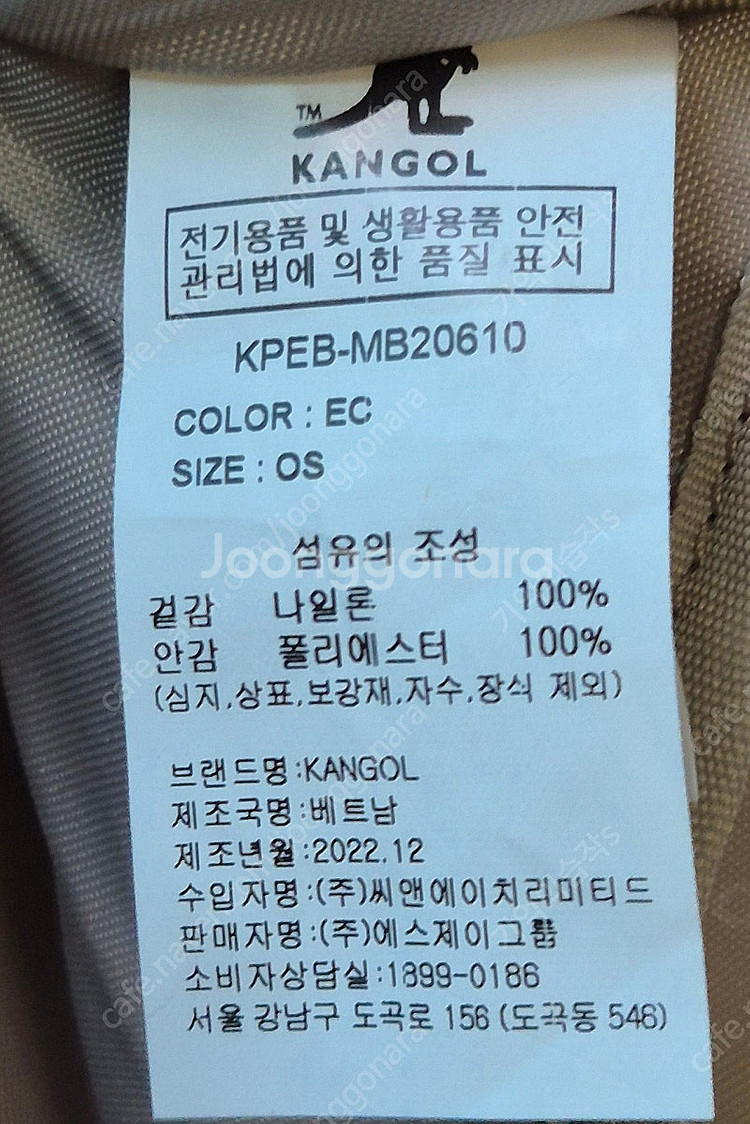 TM
KANGOL
전기용품 및 생활용품 안전
관리법에 의한 품질 표시
KPEB-MB20610
COLOR : EC
SIZE : OS
섬유의 조성
Joonggonara
겉감 나일론 100%
안감 폴리에스터 100%
(심지,상표,보강재,자수,장식 제외)
브랜드명:KANGOL
제조국명:베트남
제조년월:2022.12
수입자명:(주)씨앤에이치리미티드
판매자명:(주)에스제이그룹
소비자상담실:1899-0186
서울 강남구 도곡로 156 (도곡동 546)